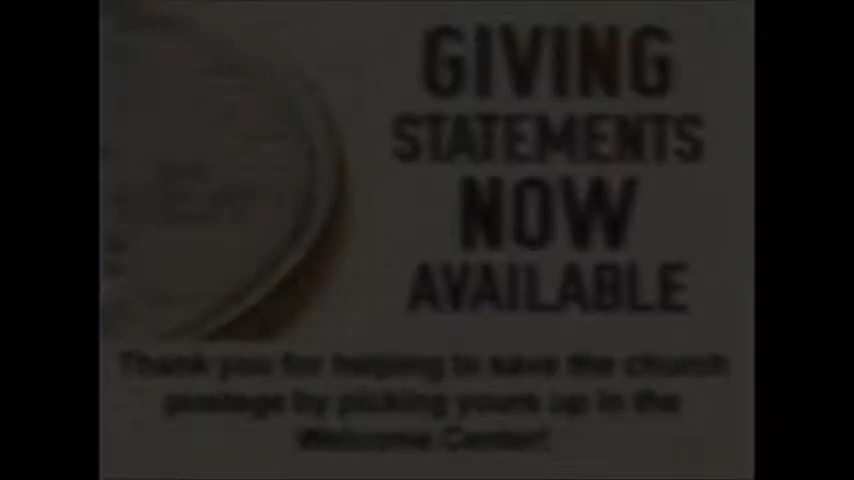 GIVING
STATEMENTS
NOW
AVAILABLE
Thank you for helping to save the church
postage by picking yours up in the
Welcome Center!